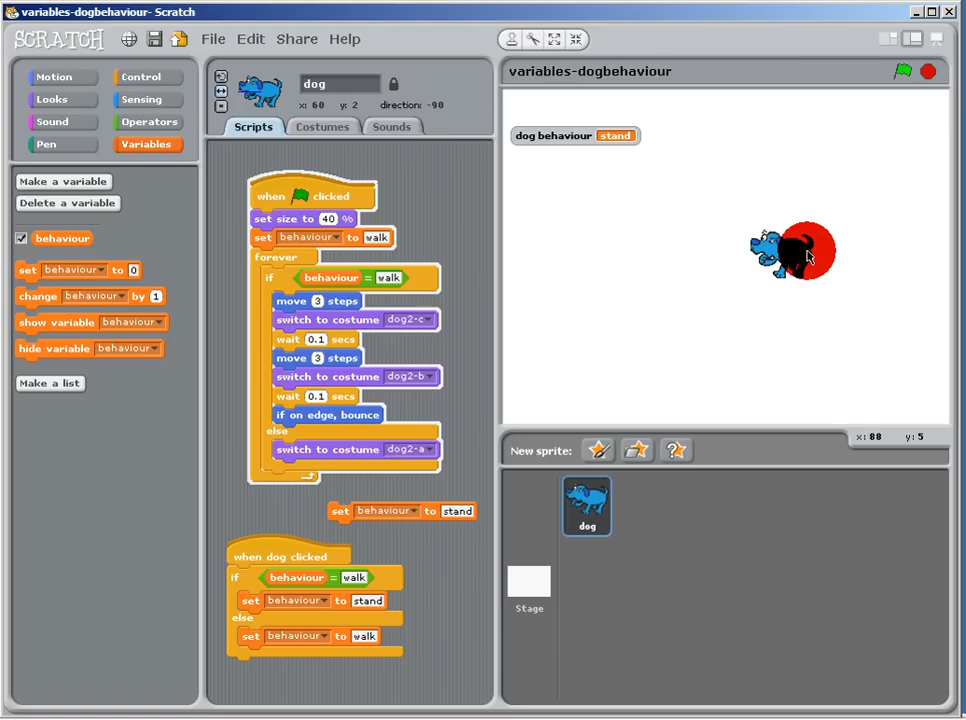 variables-dogbehaviour- Scratch
SCRATCH File Edit Share Help
Motion Control
Looks Sensing
Sound Operators
Pen Variables
Make a variable
Delete a variable
behaviour
set behaviour to 0
change behaviour by 1
show variable behaviour
hide variable behaviour
Make a list
dog
x: 60 y: 2 direction: -90
Scripts Costumes Sounds
when clicked
set size to 40 %
set behaviour to walk
forever
if behaviour = walk
move 3 steps
switch to costume dog2-c
wait 0.1 secs
move 3 steps
switch to costume dog2-b
wait 0.1 secs
if on edge, bounce
else
switch to costume dog2-a
set behaviour to stand
when dog clicked
if behaviour = walk
set behaviour to stand
else
set behaviour to walk
variables-dogbehaviour
dog behaviour stand
x: 88 y: 5
New sprite:
dog
Stage